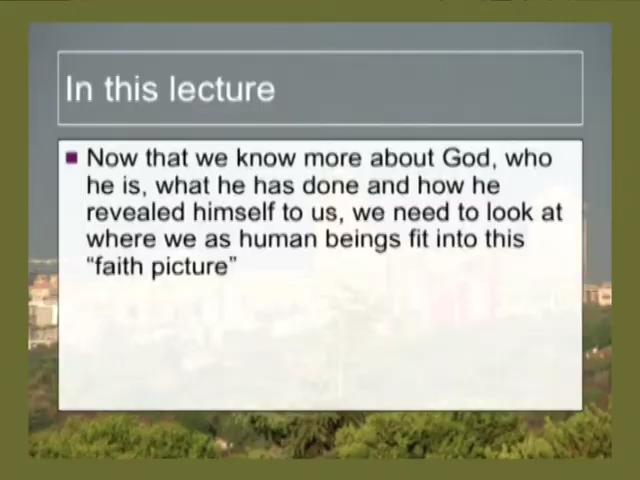 In this lecture
Now that we know more about God, who
he is, what he has done and how he
revealed himself to us, we need to look at
where we as human beings fit into this
“faith picture”